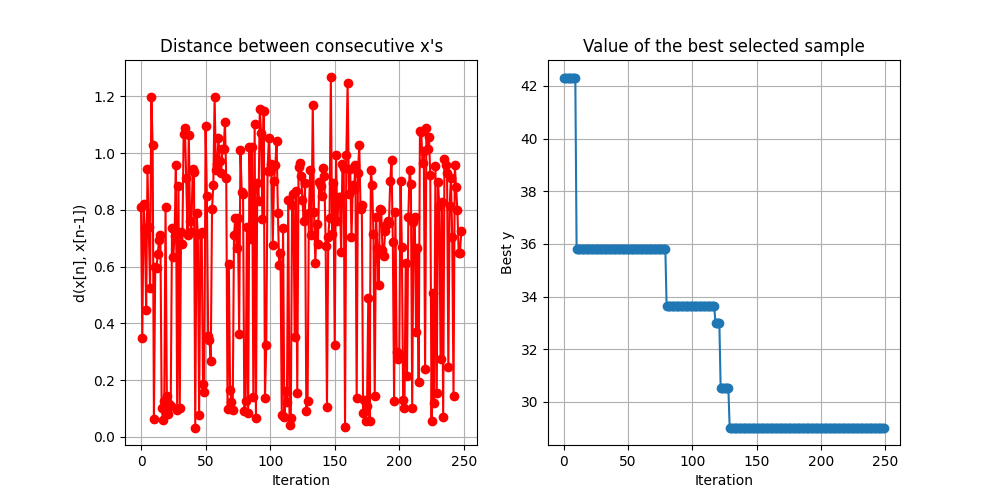 Distance between consecutive x's
d(x[n], x[n-1])
1.2
1.0
0.8
0.6
0.4
0.2
0.0
0 50 100 150 200 250
Iteration
Value of the best selected sample
Best y
42
40
38
36
34
32
30
0 50 100 150 200 250
Iteration